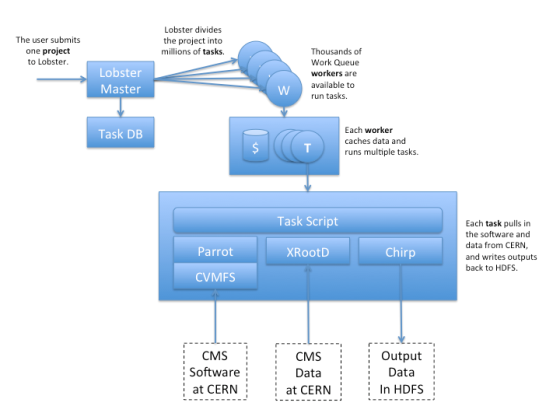 The user submits
one project
to Lobster.
Lobster divides
the project into
millions of tasks.
Thousands of
Work Queue
workers are
available to
run tasks.
Lobster
Master
W
Task DB
$
T
Each worker
caches data and
runs multiple tasks.
Task Script
Parrot
XRootD
Chirp
CVMFS
Each task pulls in
the software and
data from CERN,
and writes outputs
back to HDFS.
CMS
Software
at CERN
CMS
Data
at CERN
Output
Data
In HDFS